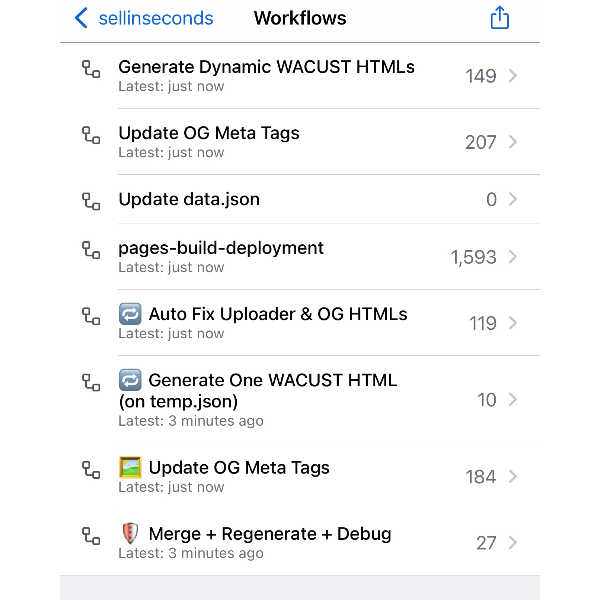 sellinseconds
Workflows
Generate Dynamic WACUST HTMLs
Latest: just now
149
Update OG Meta Tags
Latest: just now
207
Update data.json
0
pages-build-deployment
Latest: just now
1,593
🔁 Auto Fix Uploader & OG HTMLs
Latest: just now
119
🔁 Generate One WACUST HTML
(on temp.json)
Latest: 3 minutes ago
10
🖼️ Update OG Meta Tags
Latest: just now
184
Merge + Regenerate + Debug
Latest: 3 minutes ago
27